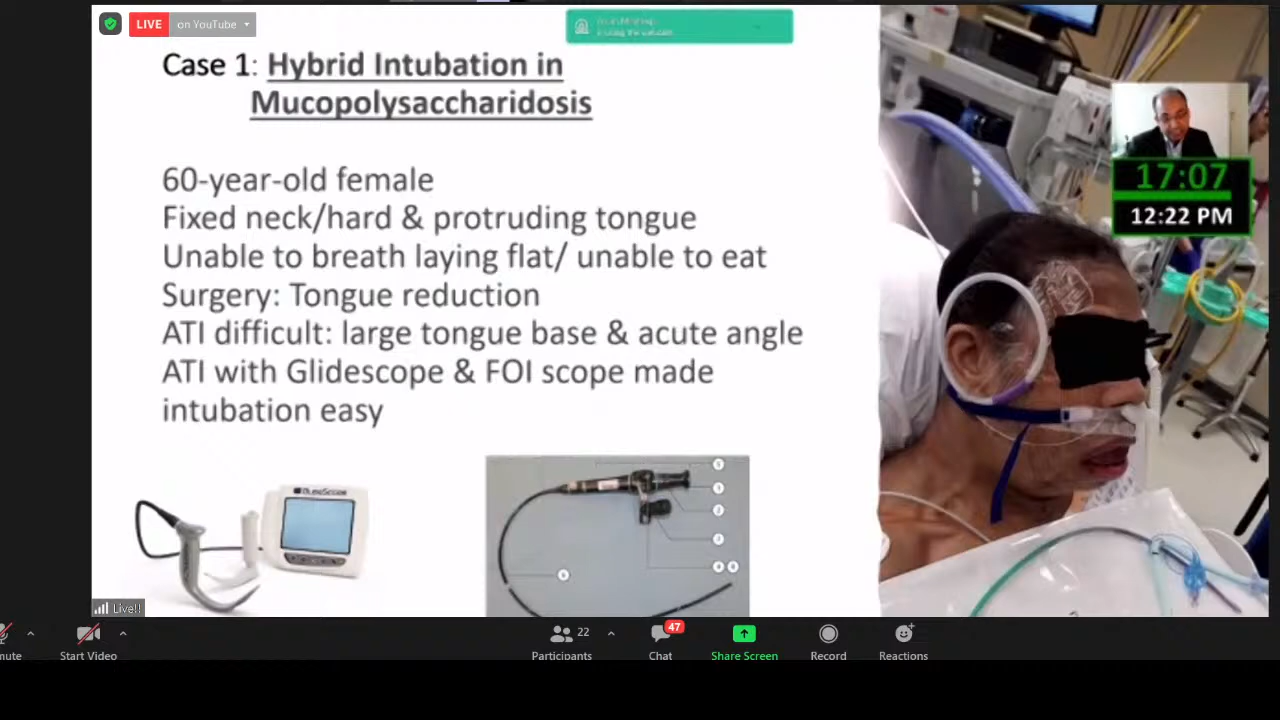 LIVE on YouTube
Case 1: Hybrid Intubation in
Mucopolysaccharidosis
60-year-old female
Fixed neck/hard & protruding tongue
Unable to breath laying flat/ unable to eat
Surgery: Tongue reduction
ATI difficult: large tongue base & acute angle
ATI with Glidescope & FOI scope made
intubation easy
17:07
12:22 PM
GLIDESCOPE
Live!!
mute
Start Video
22
Participants
47
Chat
Share Screen
Record
Reactions